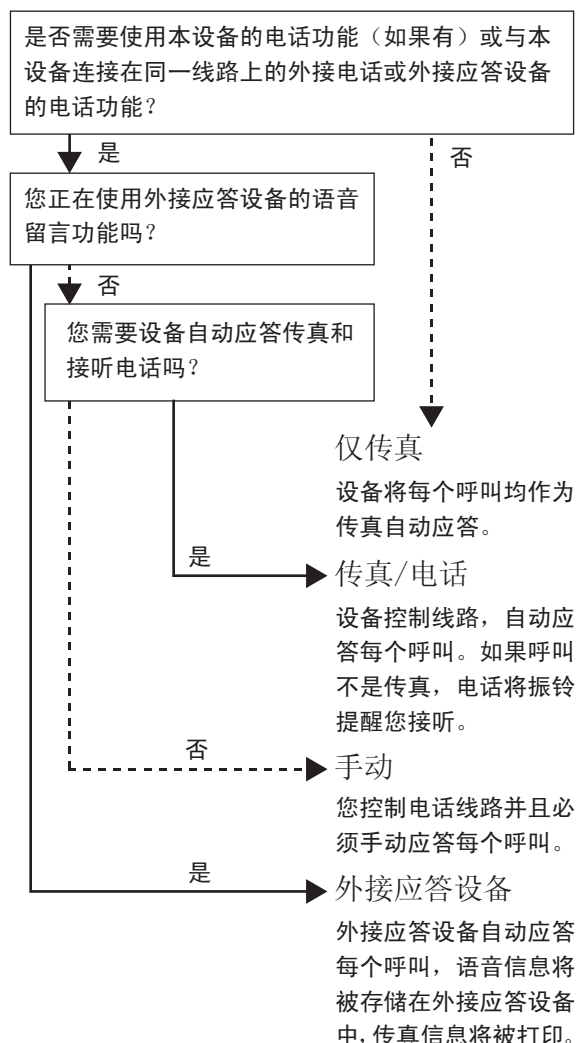 是否需要使用本设备的电话功能（如果有）或与本
设备连接在同一线路上的外接电话或外接应答设备
的电话功能？
是
否
您正在使用外接应答设备的语音
留言功能吗？
否
您需要设备自动应答传真和
接听电话吗？
仅传真
设备将每个呼叫均作为
传真自动应答。
是
传真/电话
设备控制线路，自动应
答每个呼叫。如果呼叫
不是传真，电话将振铃
提醒您接听。
否
手动
您控制电话线路并且必
须手动应答每个呼叫。
是
外接应答设备
外接应答设备自动应答
每个呼叫，语音信息将
被存储在外接应答设备
中,传真信息将被打印。